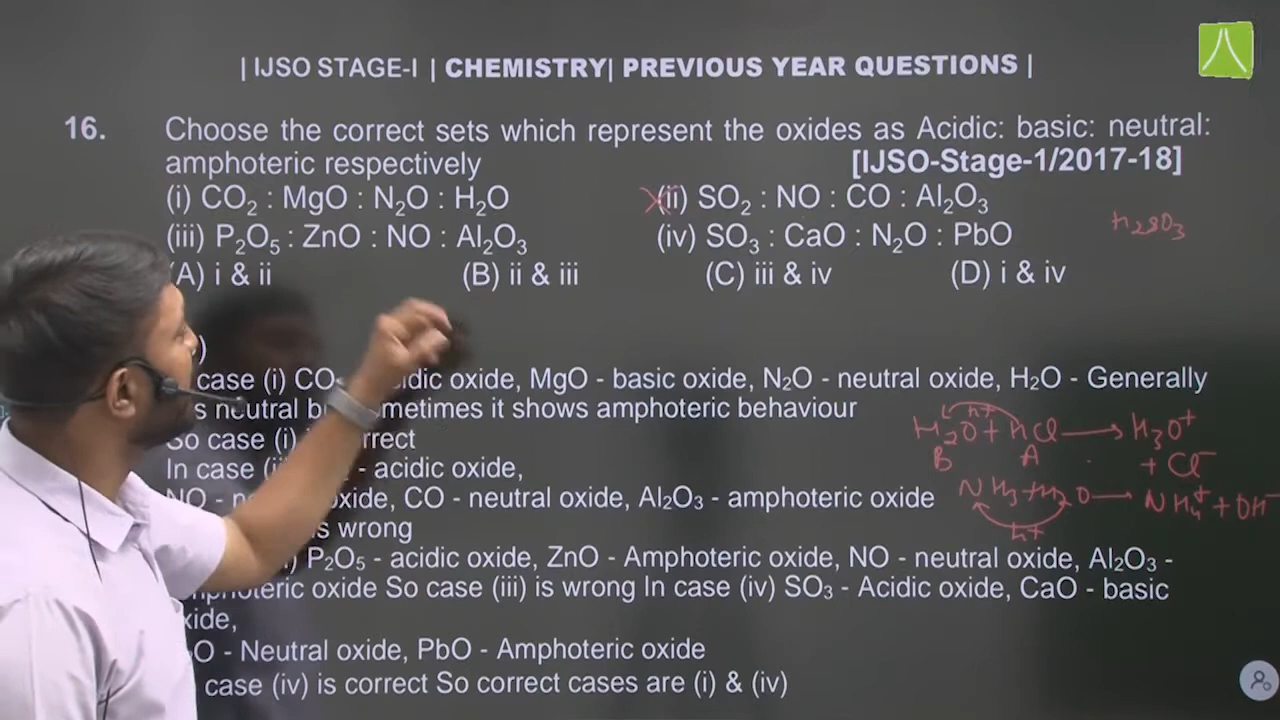 | IJSO STAGE-I | CHEMISTRY| PREVIOUS YEAR QUESTIONS |
16. Choose the correct sets which represent the oxides as Acidic: basic: neutral:
amphoteric respectively [IJSO-Stage-1/2017-18]
(i) CO₂ : MgO : N₂O : H₂O (ii) SO₂ : NO : CO : Al₂O₃
(iii) P₂O₅ : ZnO : NO : Al₂O₃ (iv) SO₃ : CaO : N₂O : PbO
H₂SO₃
(A) i & ii (B) ii & iii (C) iii & iv (D) i & iv
)
case (i) CO oxide, MgO - basic oxide, N₂O - neutral oxide, H₂O - Generally
neutral sometimes it shows amphoteric behaviour
So case (i)
In case - acidic oxide,
NO - oxide, CO - neutral oxide, Al₂O₃ - amphoteric oxide
is wrong
P₂O₅ - acidic oxide, ZnO - Amphoteric oxide, NO - neutral oxide, Al₂O₃ -
oxide So case (iii) is wrong In case (iv) SO₃ - Acidic oxide, CaO - basic
O - Neutral oxide, PbO - Amphoteric oxide
case (iv) is correct So correct cases are (i) & (iv)
H⁺
H₂O + HCl → H₃O⁺
B A + Cl⁻
NH₃ + H₂O → NH₄⁺ + OH⁻
H⁺